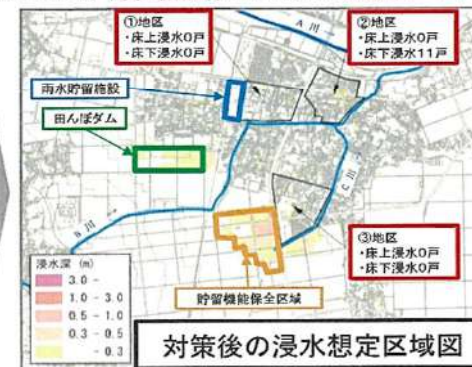 ①地区
・床上浸水0戸
・床下浸水0戸
②地区
・床上浸水0戸
・床下浸水11戸
A川
雨水貯留施設
田んぼダム
B川
C川
③地区
・床上浸水0戸
・床下浸水0戸
浸水深 (m)
3.0 -
1.0 - 3.0
0.5 - 1.0
0.3 - 0.5
- 0.3
貯留機能保全区域
対策後の浸水想定区域図